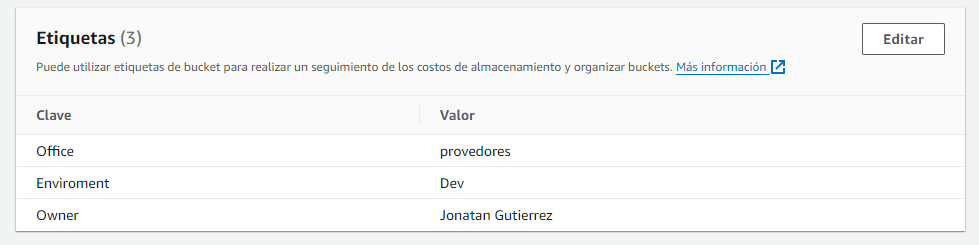 Etiquetas (3)
Editar
Puede utilizar etiquetas de bucket para realizar un seguimiento de los costos de almacenamiento y organizar buckets. Más información
Clave Valor
Office provedores
Enviroment Dev
Owner Jonatan Gutierrez